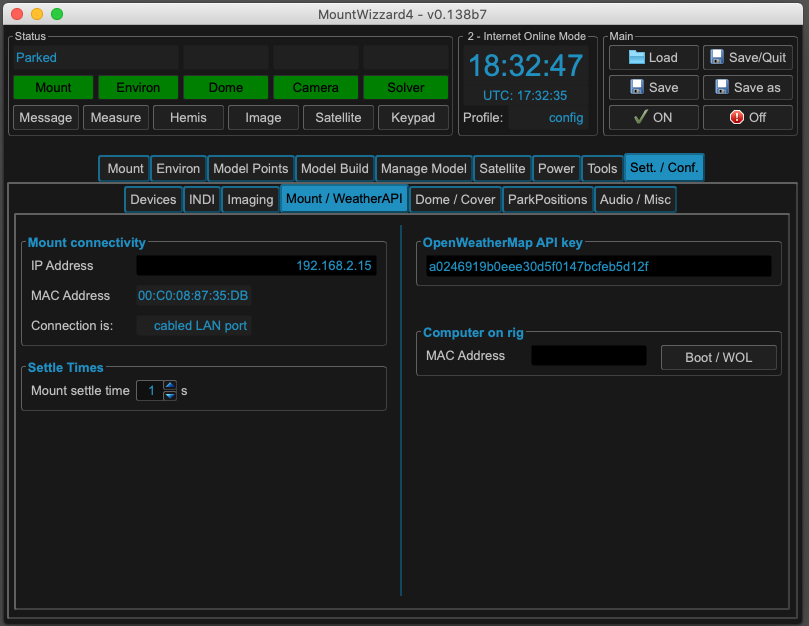 MountWizzard4 - v0.138b7
Status
Parked
Mount Environ Dome Camera Solver
Message Measure Hemis Image Satellite Keypad
2 - Internet Online Mode
18:32:47
UTC: 17:32:35
Profile: config
Main
Load Save/Quit
Save Save as
ON Off
Mount Environ Model Points Model Build Manage Model Satellite Power Tools Sett. / Conf.
Devices INDI Imaging Mount / WeatherAPI Dome / Cover ParkPositions Audio / Misc
Mount connectivity
IP Address 192.168.2.15
MAC Address 00:C0:08:87:35:DB
Connection is: cabled LAN port
Settle Times
Mount settle time 1 s
OpenWeatherMap API key
a0246919b0eee30d5f0147bcfeb5d12f
Computer on rig
MAC Address Boot / WOL